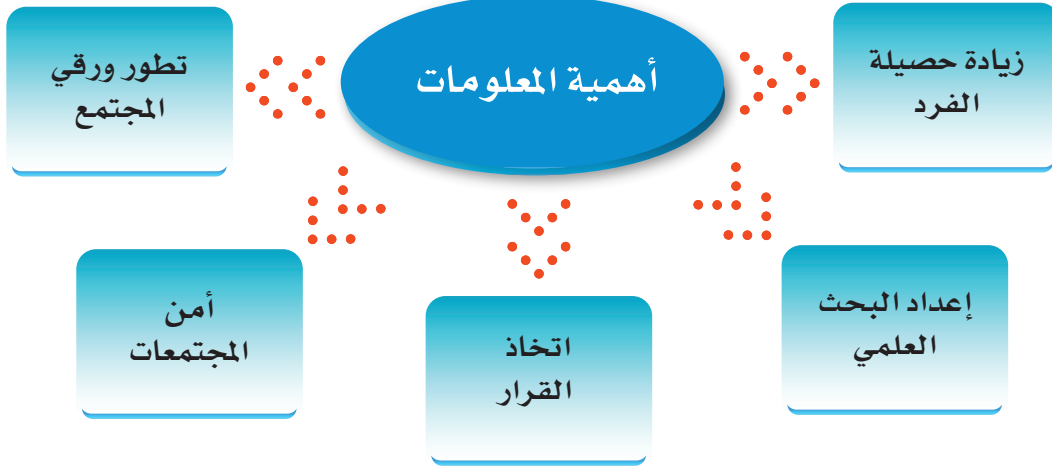 أهمية المعلومات
زيادة حصيلة
الفرد
إعداد البحث
العلمي
اتخاذ
القرار
أمن
المجتمعات
تطور ورقي
المجتمع